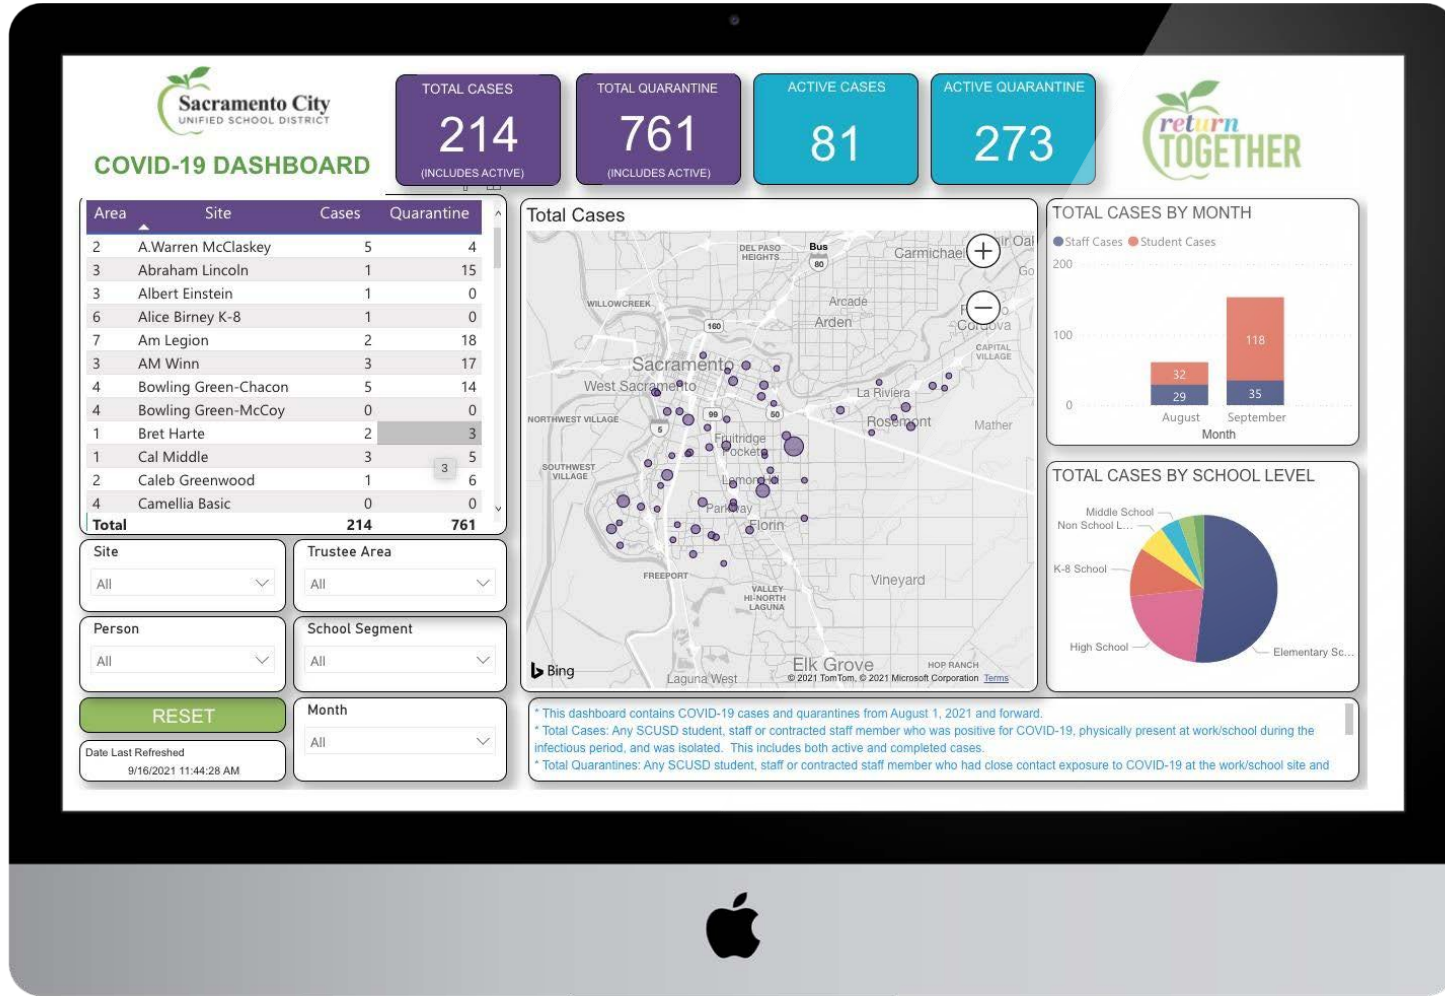 Sacramento City
UNIFIED SCHOOL DISTRICT
COVID-19 DASHBOARD
TOTAL CASES
214
(INCLUDES ACTIVE)
TOTAL QUARANTINE
761
(INCLUDES ACTIVE)
ACTIVE CASES
81
ACTIVE QUARANTINE
273
return
TOGETHER
Area Site Cases Quarantine
2 A.Warren McClaskey 5 4
3 Abraham Lincoln 1 15
3 Albert Einstein 1 0
6 Alice Birney K-8 1 0
7 Am Legion 2 18
3 AM Winn 3 17
4 Bowling Green-Chacon 5 14
4 Bowling Green-McCoy 0 0
1 Bret Harte 2 3
1 Cal Middle 3 5
3
2 Caleb Greenwood 1 6
4 Camellia Basic 0 0
Total 214 761
Site
All
Trustee Area
All
Person
All
School Segment
All
RESET
Month
All
Date Last Refreshed
9/16/2021 11:44:28 AM
Total Cases
DEL PASO
HEIGHTS
Bus
80
Carmichael
+
WILLOWCREEK
Arcade
Arden
160
CAPITAL
VILLAGE
Sacramento
West Sacramento
La Riviera
NORTHWEST VILLAGE
5
99
50
Rosemont
Mather
Fruitridge
Pocket
SOUTHWEST
VILLAGE
Parkway
Florin
FREEPORT
VALLEY
HI-NORTH
LAGUNA
Vineyard
Bing
Laguna West
Elk Grove
HOP RANCH
© 2021 TomTom, © 2021 Microsoft Corporation Terms
TOTAL CASES BY MONTH
Staff Cases Student Cases
200
100
0
32
29
118
35
August September
Month
TOTAL CASES BY SCHOOL LEVEL
Middle School
Non School L...
K-8 School
High School
Elementary Sc...
* This dashboard contains COVID-19 cases and quarantines from August 1, 2021 and forward.
* Total Cases: Any SCUSD student, staff or contracted staff member who was positive for COVID-19, physically present at work/school during the
infectious period, and was isolated. This includes both active and completed cases.
* Total Quarantines: Any SCUSD student, staff or contracted staff member who had close contact exposure to COVID-19 at the work/school site and